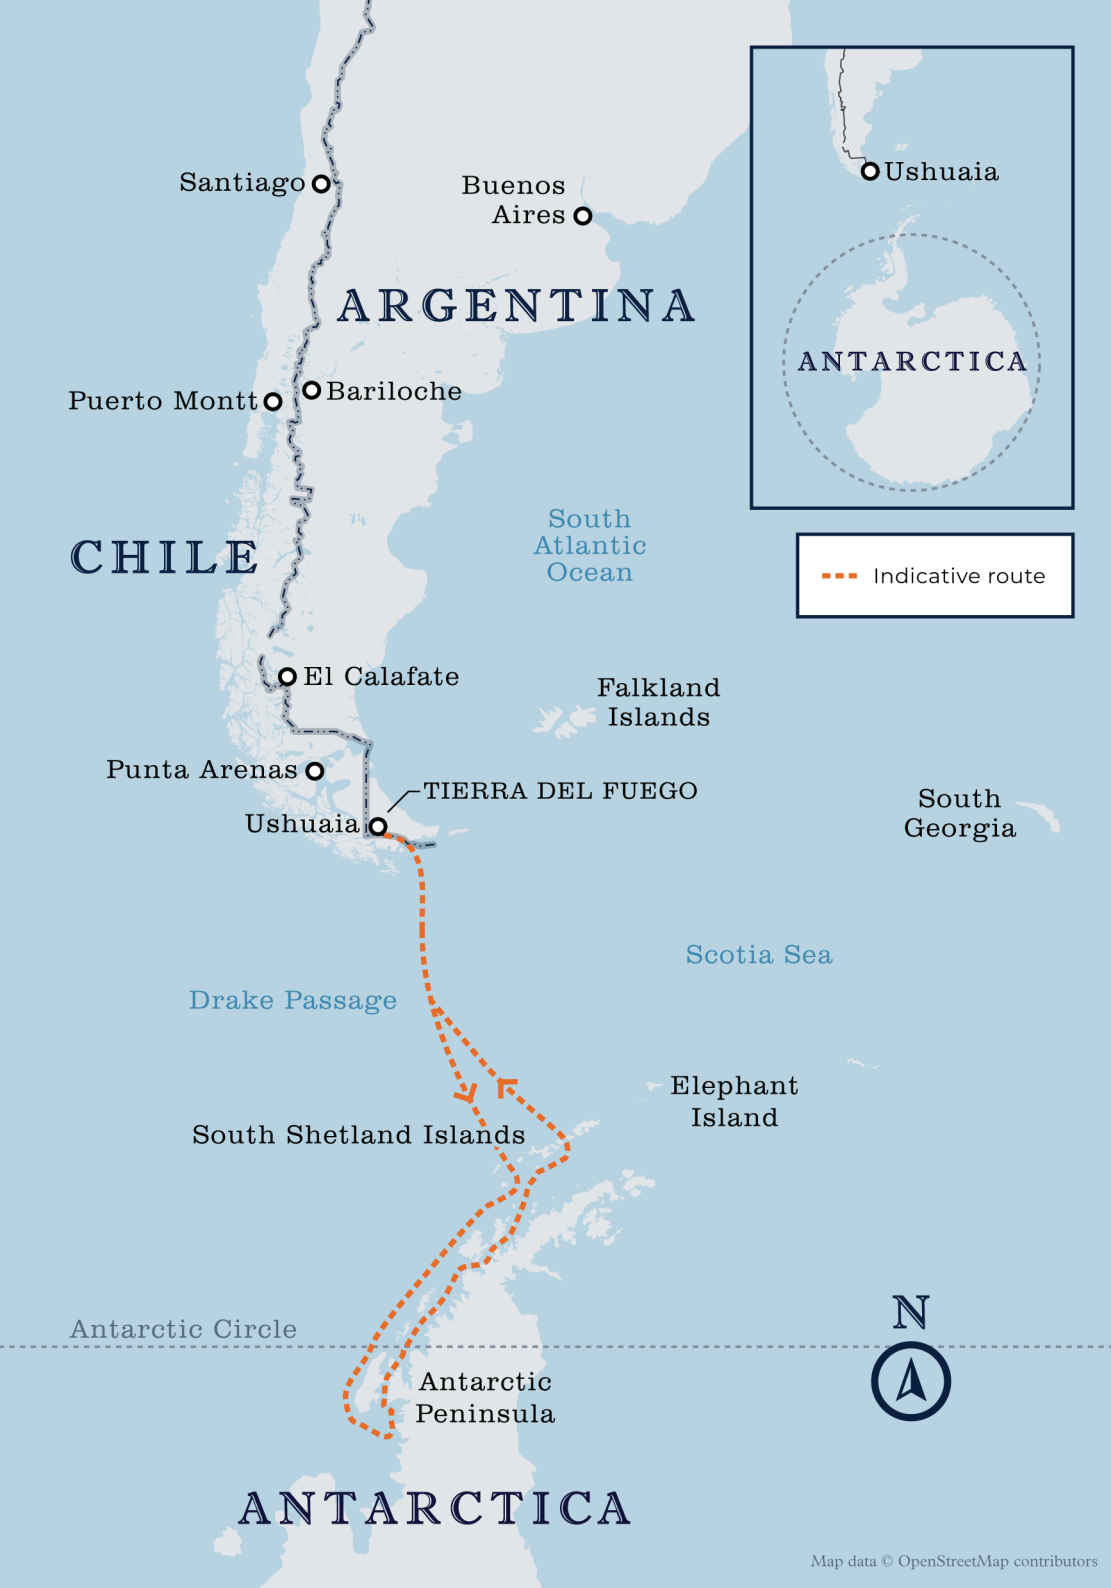 Santiago
Buenos
Aires
ARGENTINA
Puerto Montt
Bariloche
CHILE
South
Atlantic
Ocean
El Calafate
Falkland
Islands
Punta Arenas
TIERRA DEL FUEGO
Ushuaia
South
Georgia
Scotia Sea
Drake Passage
Elephant
Island
South Shetland Islands
Antarctic Circle
Antarctic
Peninsula
ANTARCTICA
Ushuaia
ANTARCTICA
Indicative route
N
Map data © OpenStreetMap contributors